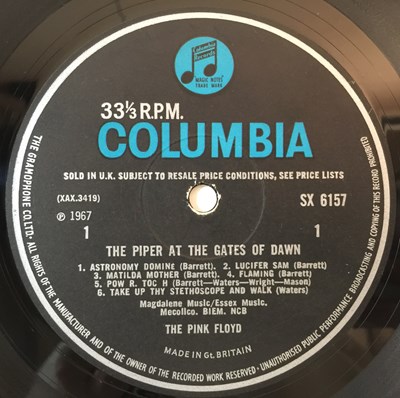 Columbia
Records
MAGIC NOTES
TRADE MARK
33⅓ R.P.M.
COLUMBIA
SOLD IN U.K. SUBJECT TO RESALE PRICE CONDITIONS, SEE PRICE LISTS
(XAX.3419)
SX 6157
℗ 1967
1
1
THE PIPER AT THE GATES OF DAWN
1. ASTRONOMY DOMINE (Barrett). 2. LUCIFER SAM (Barrett)
3. MATILDA MOTHER (Barrett). 4. FLAMING (Barrett)
5. POW R. TOC H (Barrett—Waters—Wright—Mason)
6. TAKE UP THY STETHOSCOPE AND WALK (Waters)
Magdalene Music/Essex Music.
Mecolico. BIEM. NCB
THE PINK FLOYD
MADE IN Gt. BRITAIN
THE GRAMOPHONE CO. LTD. ALL RIGHTS OF THE MANUFACTURER AND OF THE OWNER OF THE RECORDED WORK RESERVED · UNAUTHORISED PUBLIC PERFORMANCE BROADCASTING AND COPYING OF THIS RECORD PROHIBITED